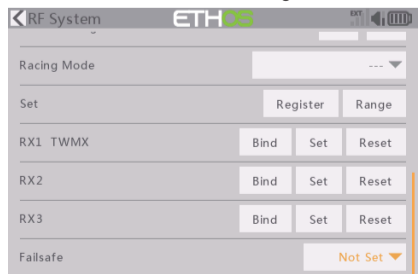 RF System ETHOS EXT
Racing Mode ---
Set Register Range
RX1 TWMX Bind Set Reset
RX2 Bind Set Reset
RX3 Bind Set Reset
Failsafe Not Set